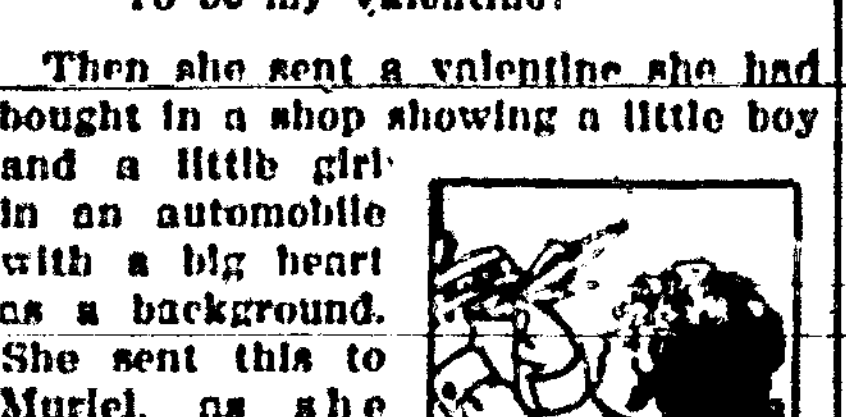 To be my valentine?
Then she sent a valentine she had
bought in a shop showing a little boy
and a littlb girl
in an automobile
with a big heart
as a background.
She sent this to
Muriel, as she